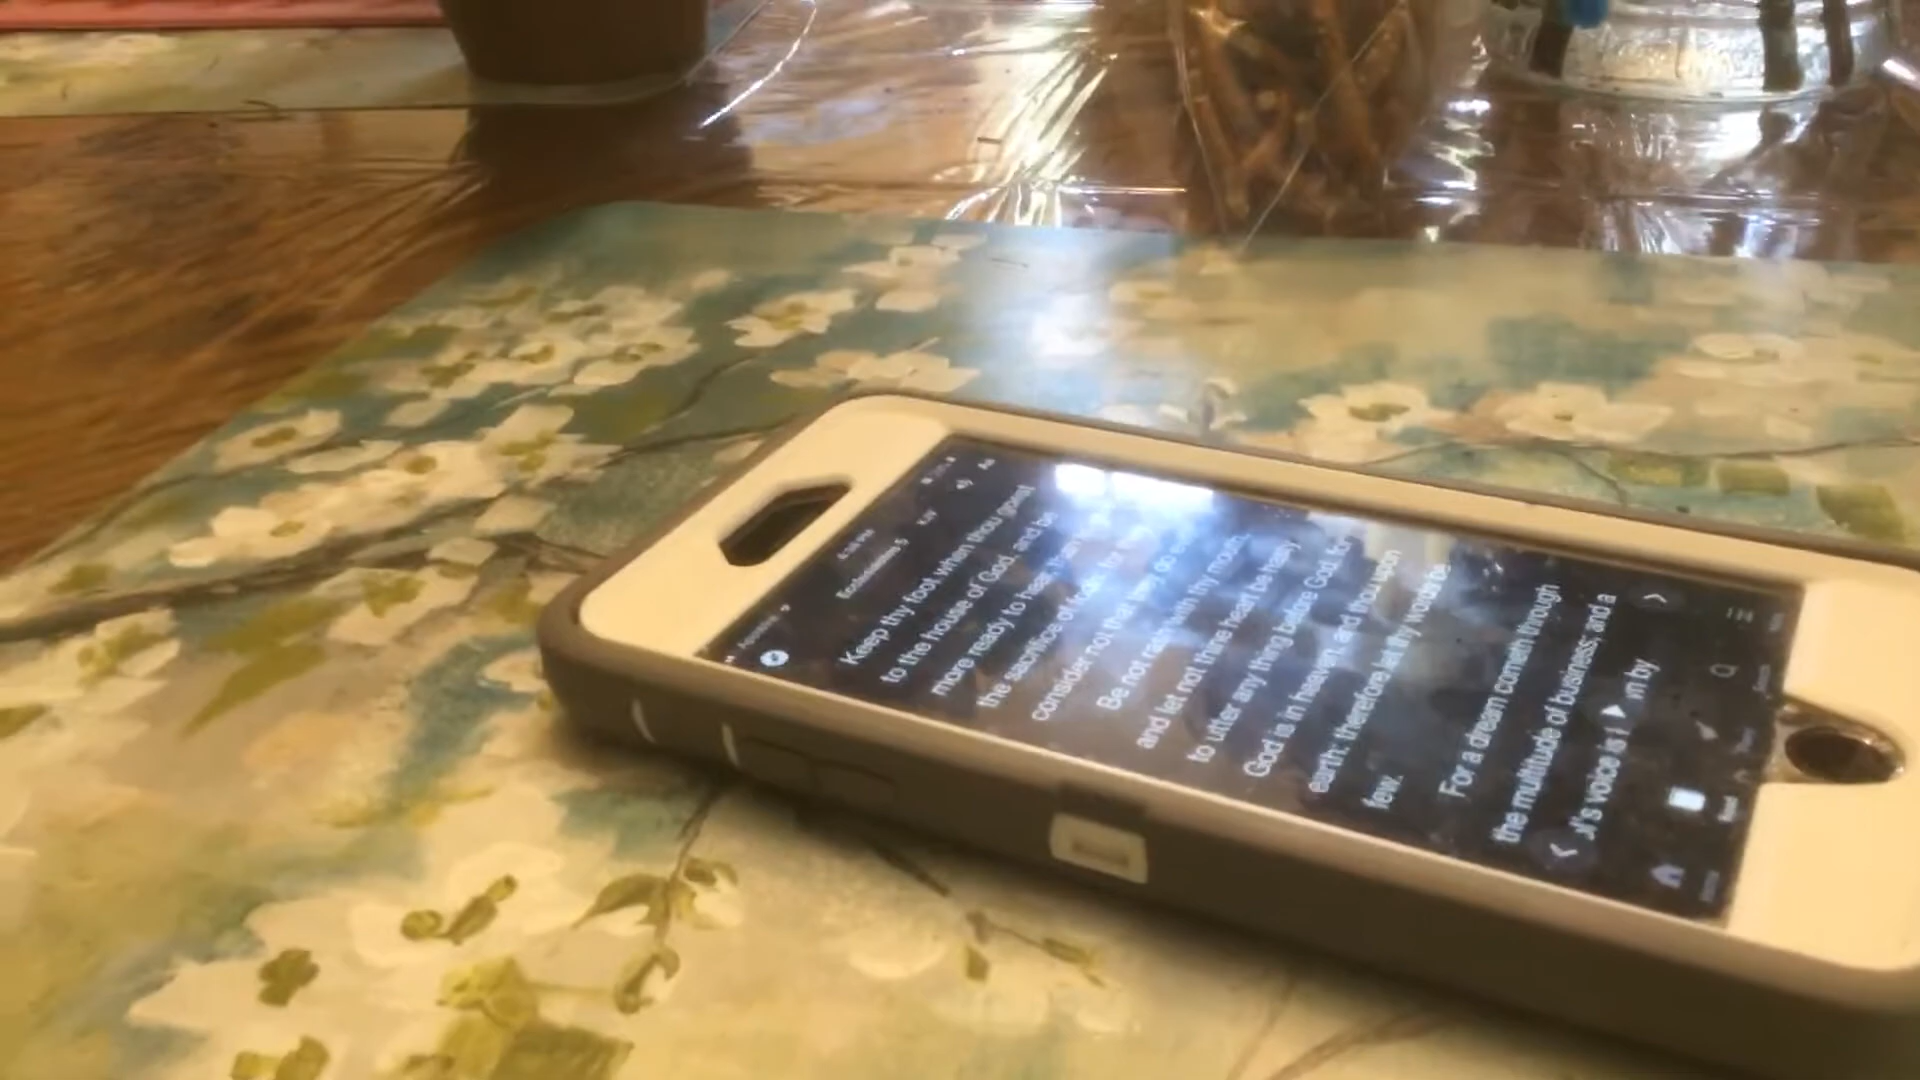 Ecclesiastes 5
KJV
Aa
Keep thy foot when thou goest
to the house of God, and be
more ready to hear, than
the sacrifice of fools: for
consider not that they do
Be not rash with thy mouth,
and let not thine heart be hasty
to utter any thing before God: for
God is in heaven, and thou upon
earth: therefore let thy words be
few.
For a dream cometh through
the multitude of business; and a
voice is
by